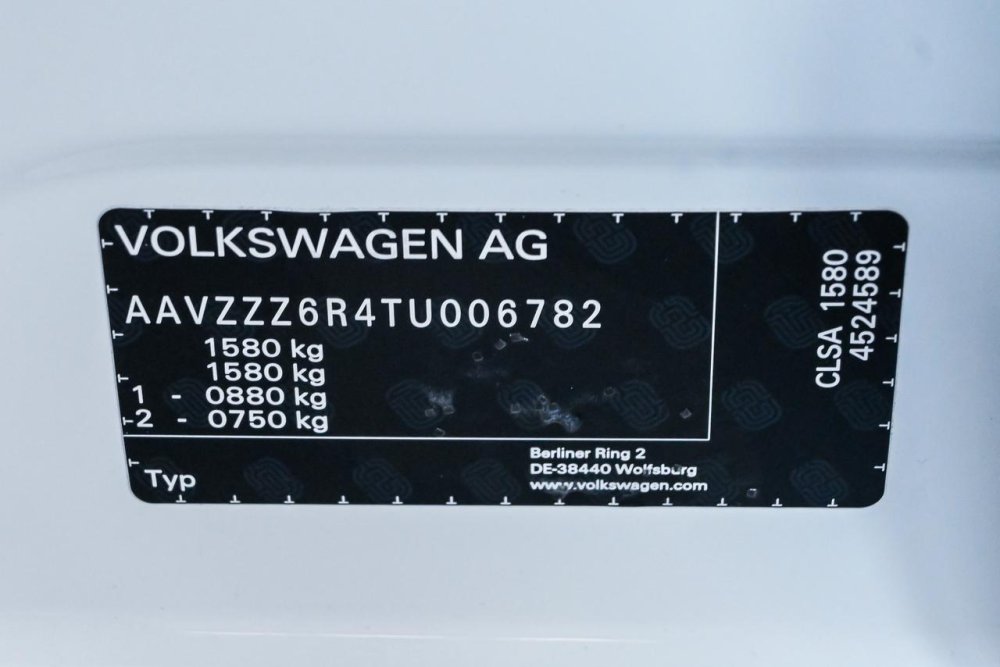 VOLKSWAGEN AG
AAVZZZ6R4TU006782
1580 kg
1580 kg
1 - 0880 kg
2 - 0750 kg
Typ
Berliner Ring 2
DE-38440 Wolfsburg
www.volkswagen.com
CLSA 1580
4524589